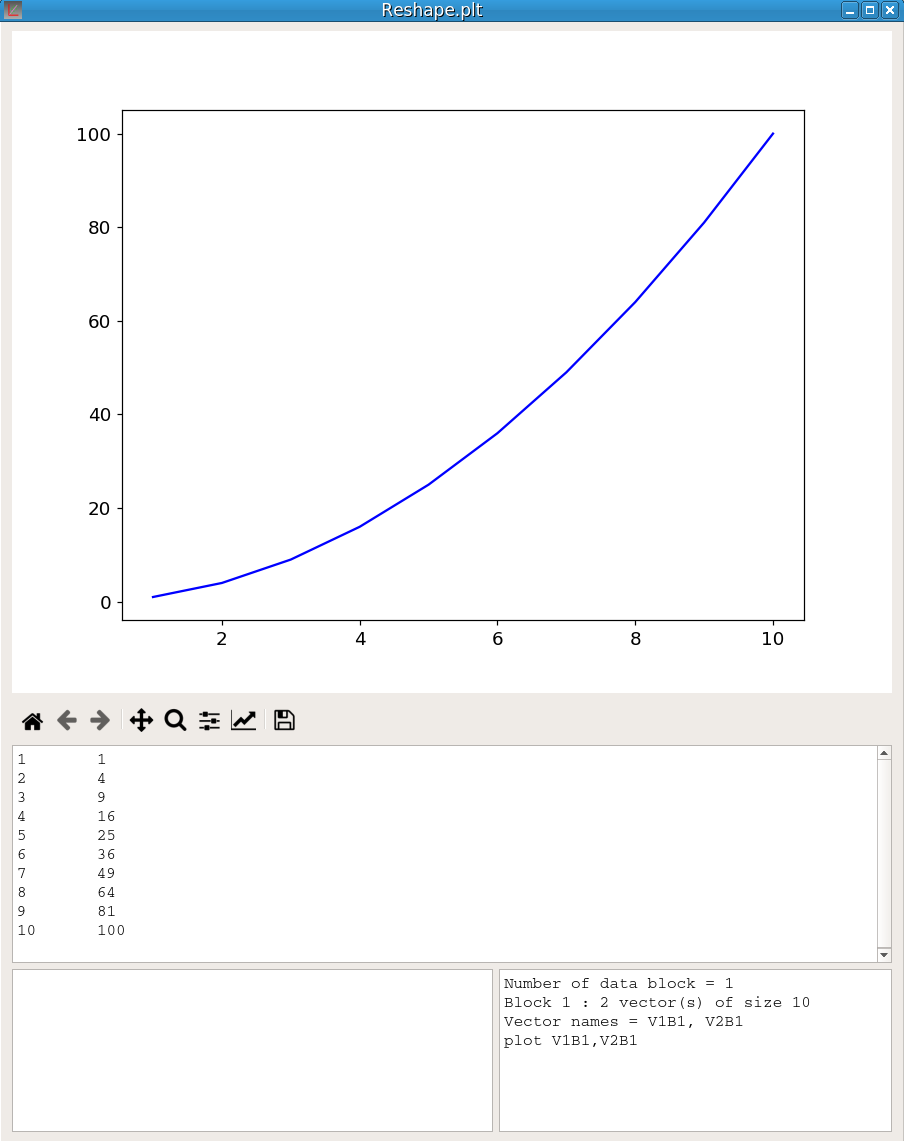 Reshape.plt
100
80
60
40
20
0
2 4 6 8 10
1 1
2 4
3 9
4 16
5 25
6 36
7 49
8 64
9 81
10 100
Number of data block = 1
Block 1 : 2 vector(s) of size 10
Vector names = V1B1, V2B1
plot V1B1,V2B1